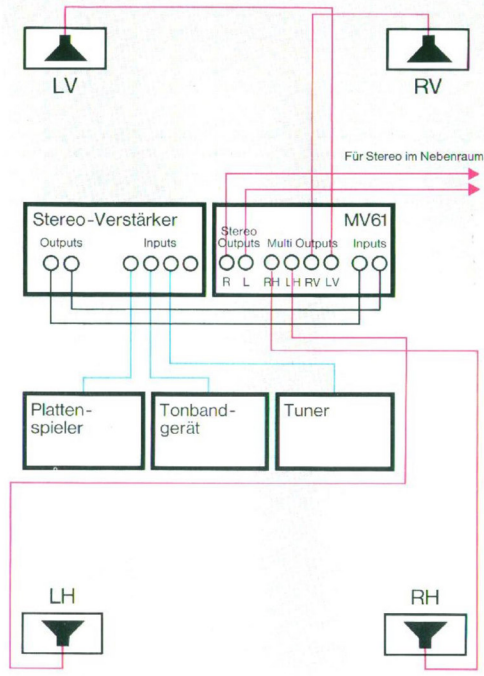 LV
RV
Für Stereo im Nebenraum
Stereo-Verstärker
Outputs
Inputs
MV61
Stereo
Outputs
Multi Outputs
Inputs
R L RH LH RV LV
Platten-
spieler
Tonband-
gerät
Tuner
LH
RH